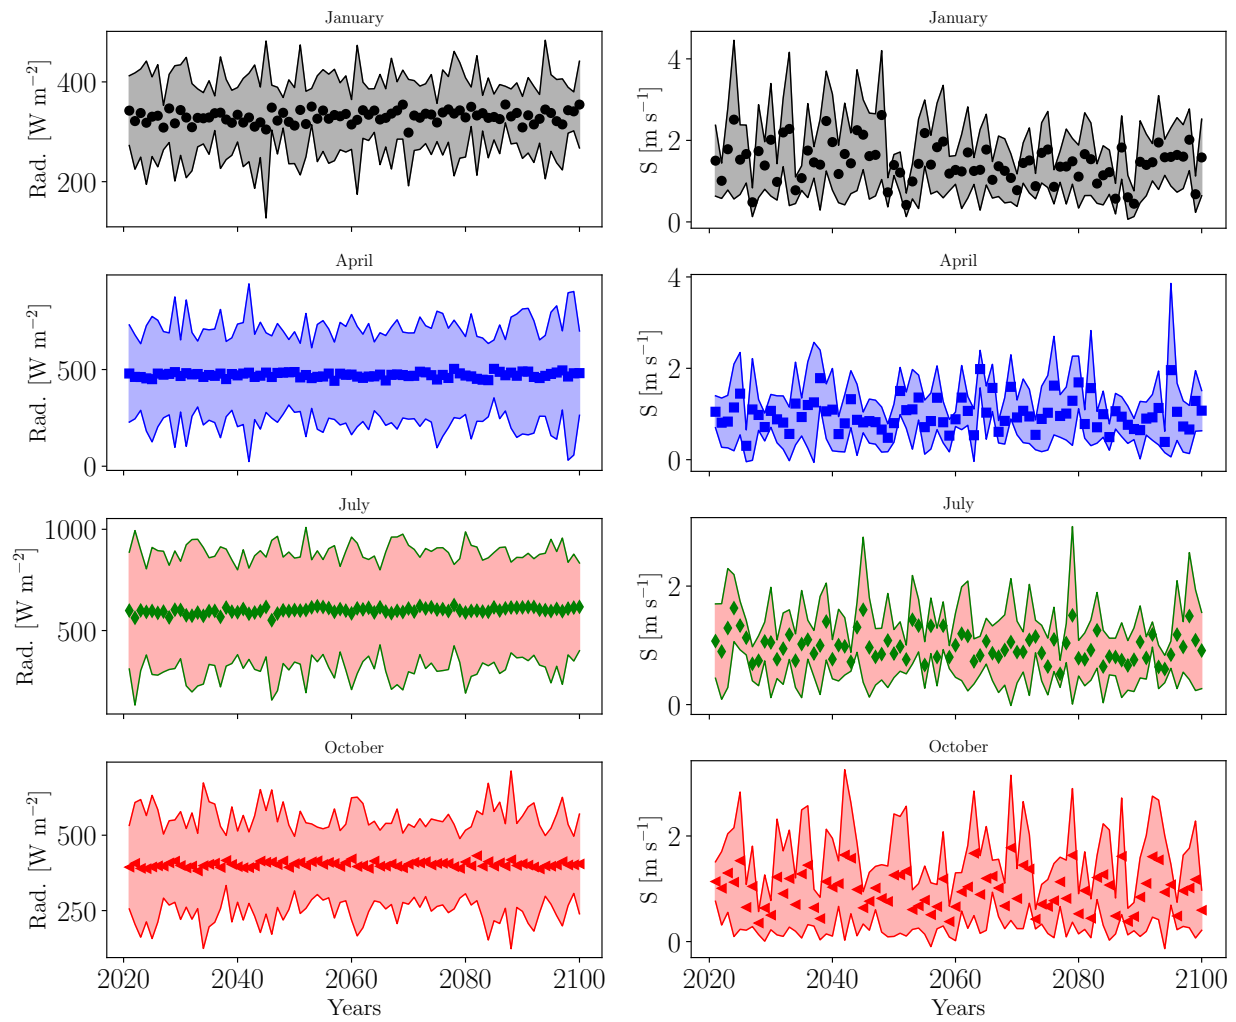 January
Rad. [W m⁻²]
400
200
January
S [m s⁻¹]
4
2
0
April
Rad. [W m⁻²]
500
0
April
S [m s⁻¹]
4
2
0
July
Rad. [W m⁻²]
1000
500
July
S [m s⁻¹]
2
0
October
Rad. [W m⁻²]
500
250
2020 2040 2060 2080 2100
Years
October
S [m s⁻¹]
2
0
2020 2040 2060 2080 2100
Years